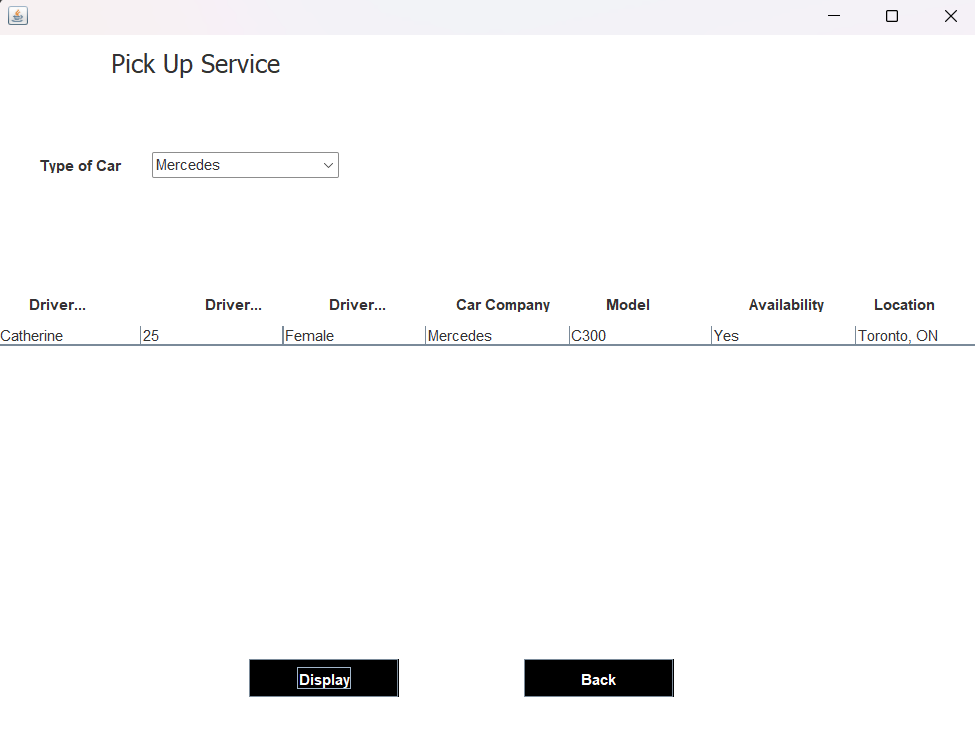 Pick Up Service
Type of Car Mercedes
Driver... Driver... Driver... Car Company Model Availability Location
Catherine 25 Female Mercedes C300 Yes Toronto, ON
Display Back